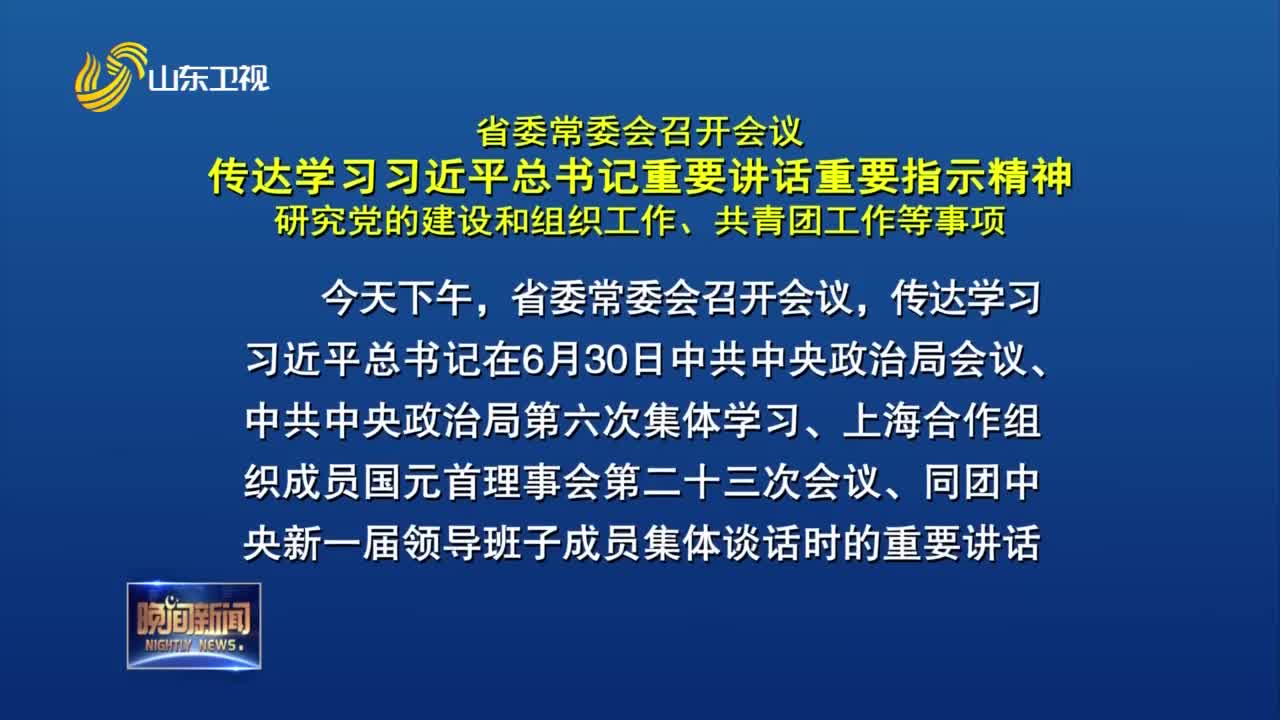 山东卫视
省委常委会召开会议
传达学习习近平总书记重要讲话重要指示精神
研究党的建设和组织工作、共青团工作等事项
今天下午，省委常委会召开会议，传达学习
习近平总书记在6月30日中共中央政治局会议、
中共中央政治局第六次集体学习、上海合作组
织成员国元首理事会第二十三次会议、同团中
央新一届领导班子成员集体谈话时的重要讲话
晚间新闻
NIGHTLY NEWS.